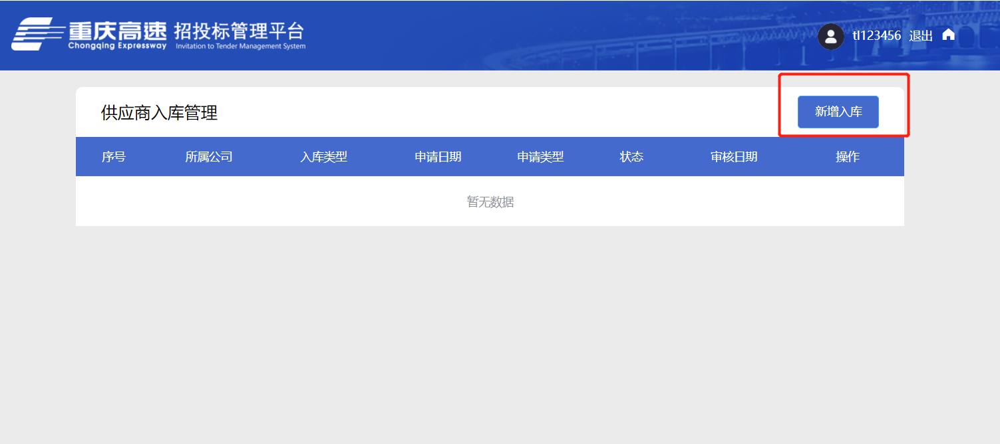 重庆高速 招投标管理平台
Chongqing Expressway Invitation to Tender Management System
tl123456 退出
供应商入库管理
新增入库
序号 所属公司 入库类型 申请日期 申请类型 状态 审核日期 操作
暂无数据